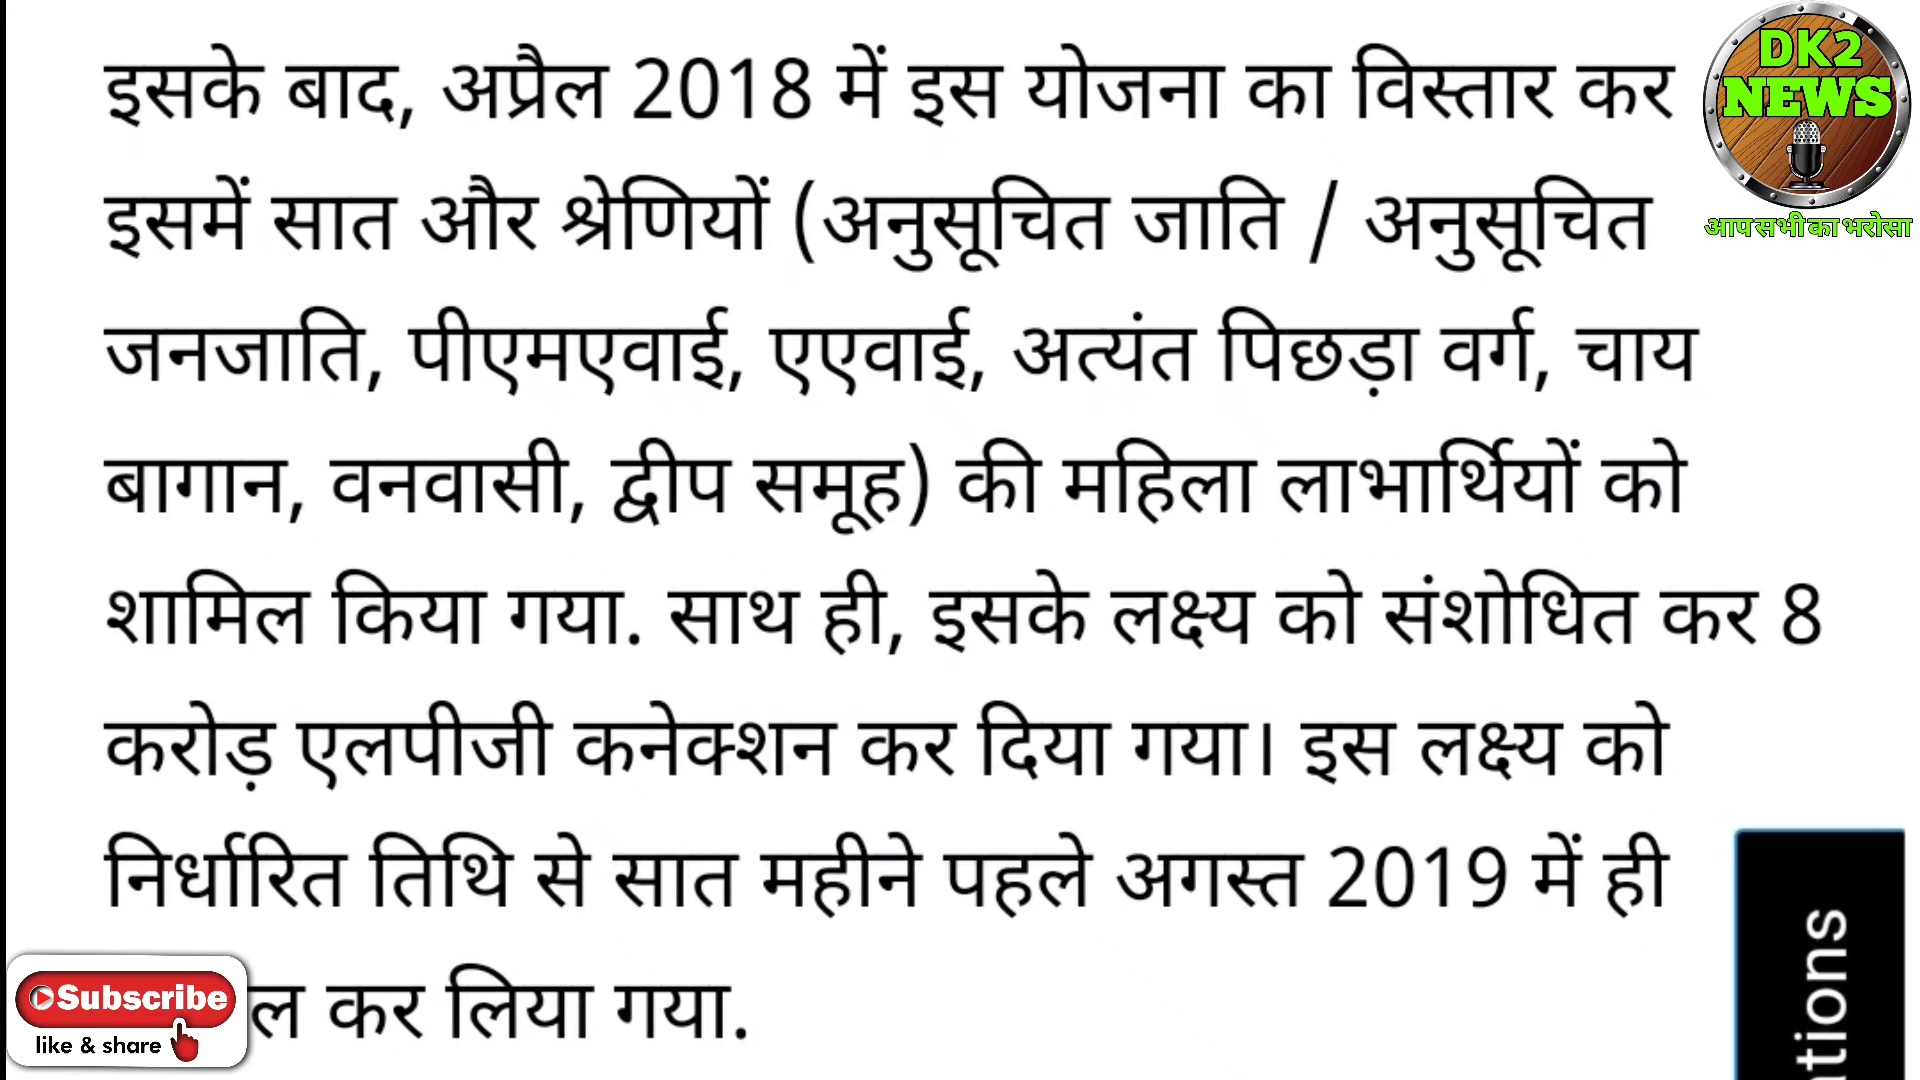 इसके बाद, अप्रैल 2018 में इस योजना का विस्तार कर
इसमें सात और श्रेणियों (अनुसूचित जाति / अनुसूचित
जनजाति, पीएमएवाई, एएवाई, अत्यंत पिछड़ा वर्ग, चाय
बागान, वनवासी, द्वीप समूह) की महिला लाभार्थियों को
शामिल किया गया. साथ ही, इसके लक्ष्य को संशोधित कर 8
करोड़ एलपीजी कनेक्शन कर दिया गया। इस लक्ष्य को
निर्धारित तिथि से सात महीने पहले अगस्त 2019 में ही
कर लिया गया.
DK2
NEWS
आप सभी का भरोसा
Subscribe
like & share